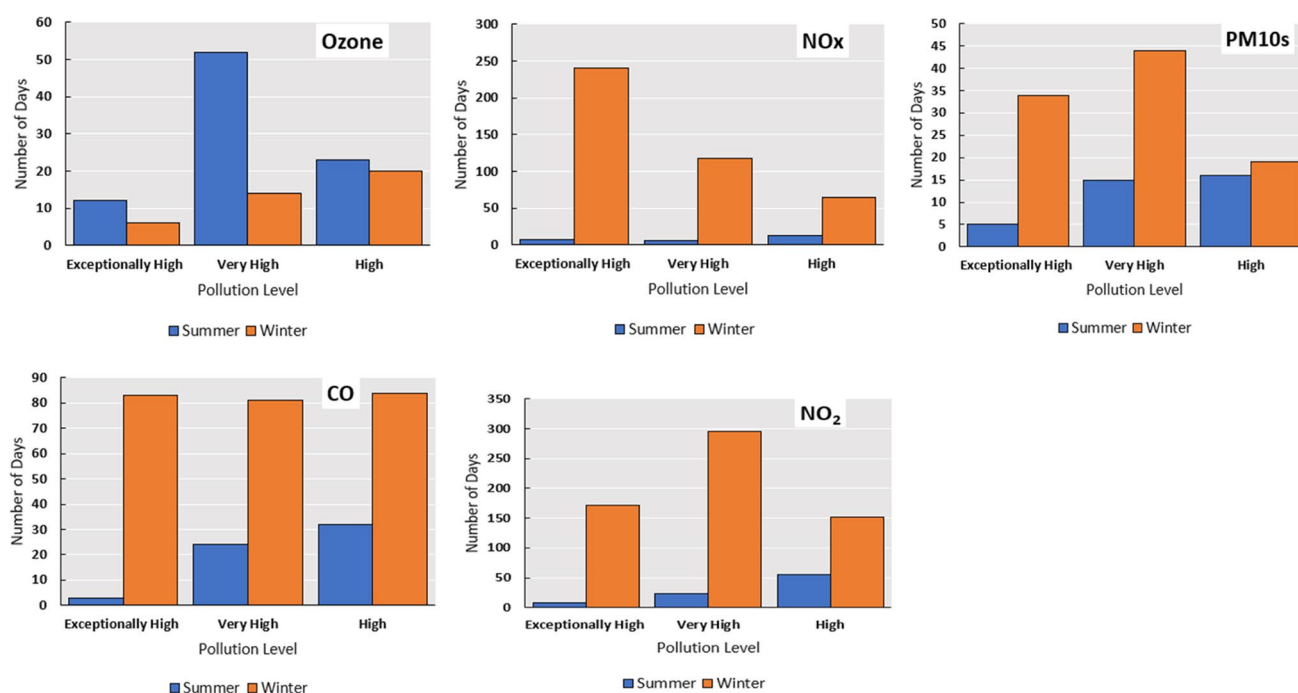 Ozone
Number of Days
60
50
40
30
20
10
0
Exceptionally High Very High High
Pollution Level
Summer Winter
NOx
Number of Days
300
250
200
150
100
50
0
Exceptionally High Very High High
Pollution Level
Summer Winter
PM10s
Number of Days
50
45
40
35
30
25
20
15
10
5
0
Exceptionally High Very High High
Pollution Level
Summer Winter
CO
Number of Days
90
80
70
60
50
40
30
20
10
0
Exceptionally High Very High High
Pollution Level
Summer Winter
NO₂
Number of Days
350
300
250
200
150
100
50
0
Exceptionally High Very High High
Pollution Level
Summer Winter